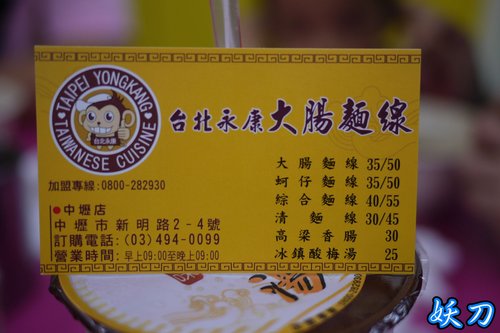 TAIPEI YONGKANG
台北永康
TAIWANESE CUISINE
台北永康大腸麵線
加盟專線:0800-282930
中壢店
中壢市新明路2-4號
訂購電話:(03)494-0099
營業時間:早上09:00至晚上09:00
大腸麵線 35/50
蚵仔麵線 35/50
綜合麵線 40/55
清麵線 30/45
高梁香腸 30
冰鎮酸梅湯 25
妖刀